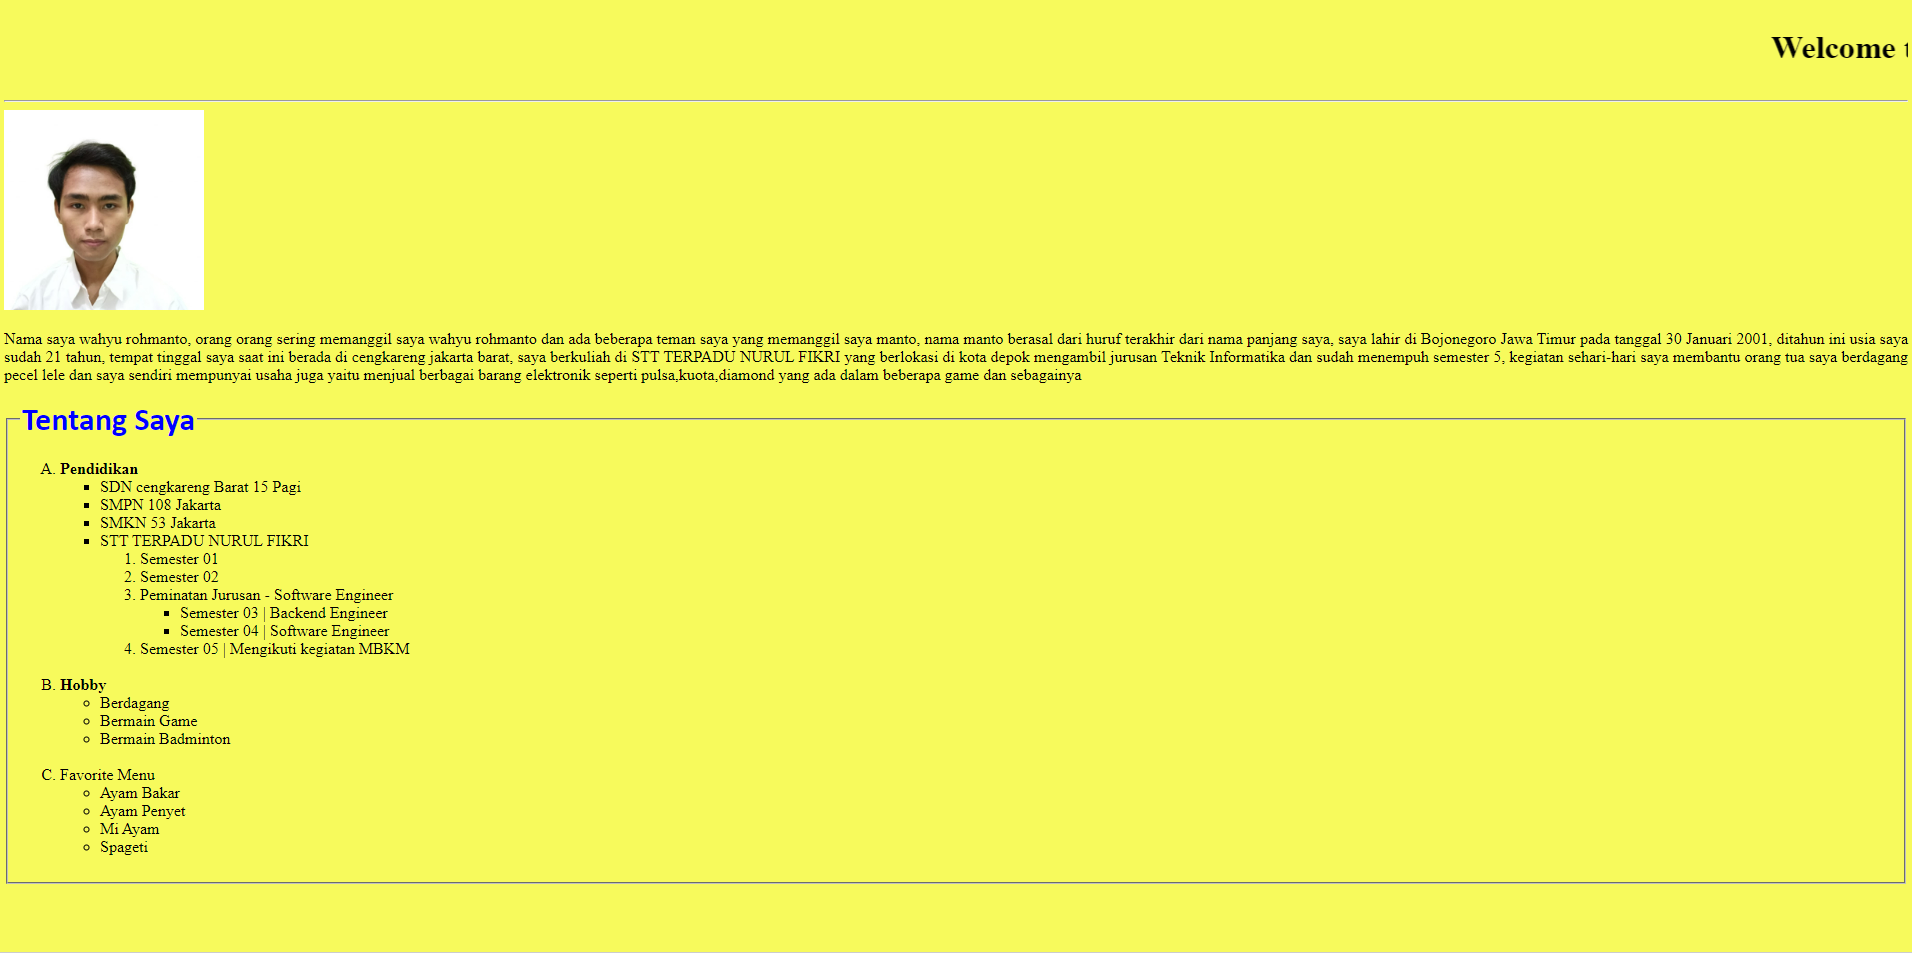 Welcome
Nama saya wahyu rohmanto, orang orang sering memanggil saya wahyu rohmanto dan ada beberapa teman saya yang memanggil saya manto, nama manto berasal dari huruf terakhir dari nama panjang saya, saya lahir di Bojonegoro Jawa Timur pada tanggal 30 Januari 2001, ditahun ini usia saya
sudah 21 tahun, tempat tinggal saya saat ini berada di cengkareng jakarta barat, saya berkuliah di STT TERPADU NURUL FIKRI yang berlokasi di kota depok mengambil jurusan Teknik Informatika dan sudah menempuh semester 5, kegiatan sehari-hari saya membantu orang tua saya berdagang
pecel lele dan saya sendiri mempunyai usaha juga yaitu menjual berbagai barang elektronik seperti pulsa,kuota,diamond yang ada dalam beberapa game dan sebagainya
Tentang Saya
A. Pendidikan
SDN cengkareng Barat 15 Pagi
SMPN 108 Jakarta
SMKN 53 Jakarta
STT TERPADU NURUL FIKRI
1. Semester 01
2. Semester 02
3. Peminatan Jurusan - Software Engineer
Semester 03 | Backend Engineer
Semester 04 | Software Engineer
4. Semester 05 | Mengikuti kegiatan MBKM
B. Hobby
Berdagang
Bermain Game
Bermain Badminton
C. Favorite Menu
Ayam Bakar
Ayam Penyet
Mi Ayam
Spageti